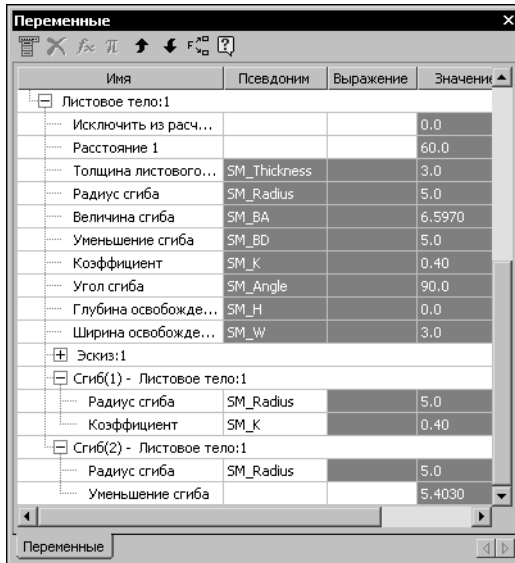 Переменные
Имя Псевдоним Выражение Значение
Листовое тело:1
Исключить из расч... 0.0
Расстояние 1 60.0
Толщина листового... SM_Thickness 3.0
Радиус сгиба SM_Radius 5.0
Величина сгиба SM_BA 6.5970
Уменьшение сгиба SM_BD 5.0
Коэффициент SM_K 0.40
Угол сгиба SM_Angle 90.0
Глубина освобожде... SM_H 0.0
Ширина освобожде... SM_W 3.0
Эскиз:1
Сгиб(1) - Листовое тело:1
Радиус сгиба SM_Radius 5.0
Коэффициент SM_K 0.40
Сгиб(2) - Листовое тело:1
Радиус сгиба SM_Radius 5.0
Уменьшение сгиба 5.4030
Переменные